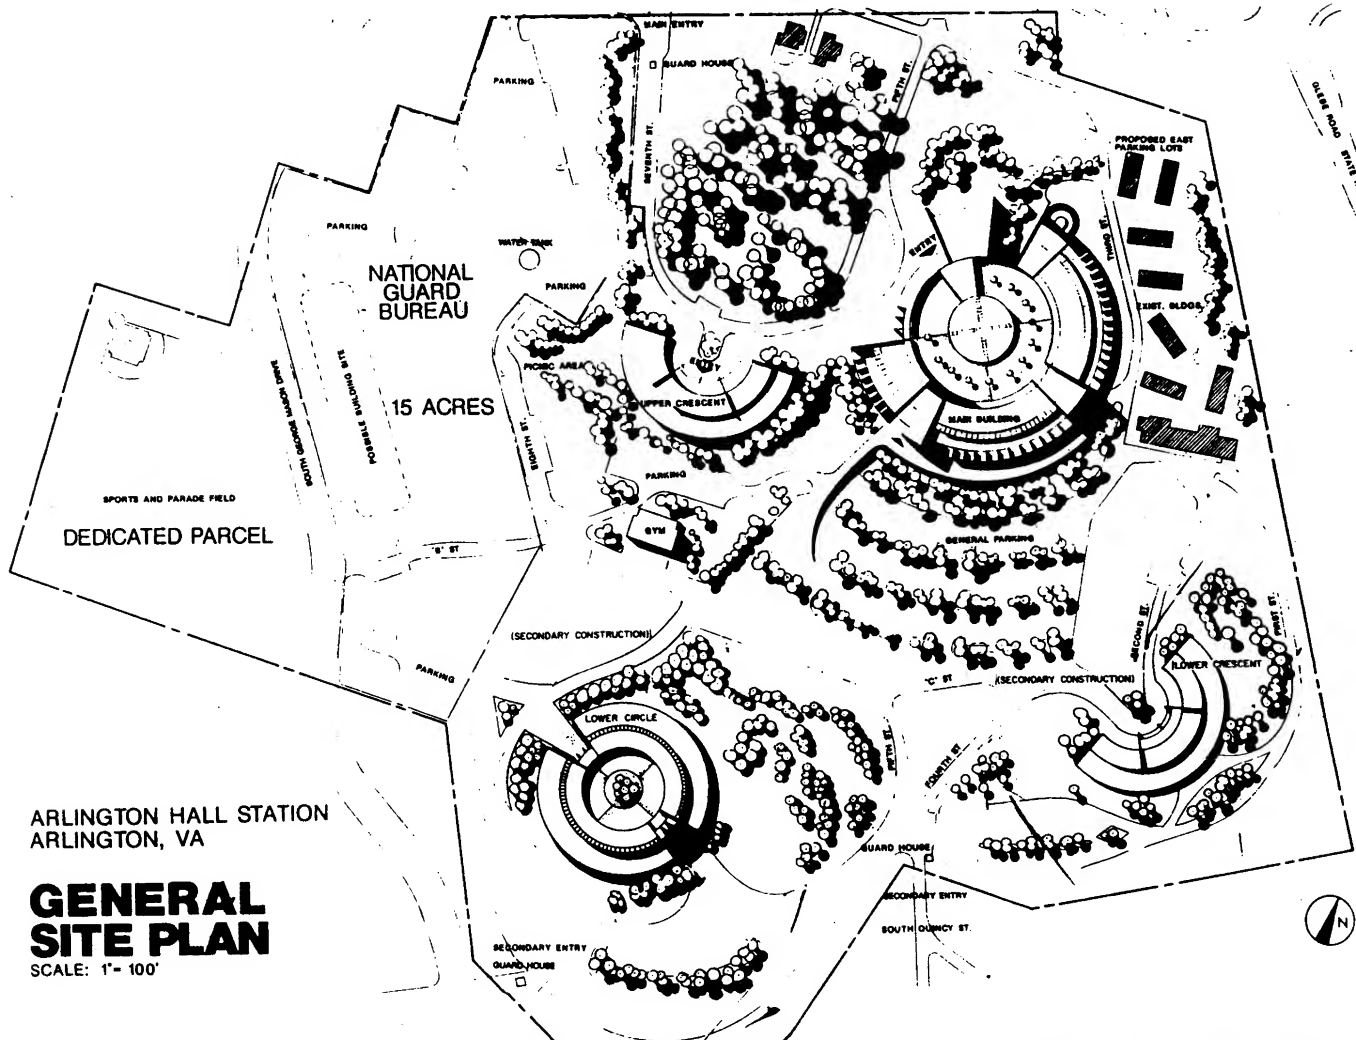 MAIN ENTRY
GUARD HOUSE
PARKING
FIFTH ST.
GLEBE ROAD STATE
PROPOSED EAST
PARKING LOTS
SEVENTH ST.
THIRD ST.
PARKING
WATER TANK
ENTRY
NATIONAL
GUARD
BUREAU
PARKING
EXIST. BLDGS.
PICNIC AREA
ENTRY
SOUTH GEORGE MASON DRIVE
POSSIBLE BUILDING SITE
15 ACRES
EIGHTH ST.
UPPER CRESCENT
MAIN BUILDING
PARKING
SPORTS AND PARADE FIELD
DEDICATED PARCEL
GYM
GENERAL PARKING
"B" ST
SECOND ST.
FIRST ST.
(SECONDARY CONSTRUCTION)
PARKING
"C" ST
(SECONDARY CONSTRUCTION)
LOWER CRESCENT
LOWER CIRCLE
FIFTH ST.
FOURTH ST
ARLINGTON HALL STATION
ARLINGTON, VA
GUARD HOUSE
GENERAL
SITE PLAN
SCALE: 1"= 100'
SECONDARY ENTRY
SOUTH QUINCY ST.
N
SECONDARY ENTRY
GUARD HOUSE